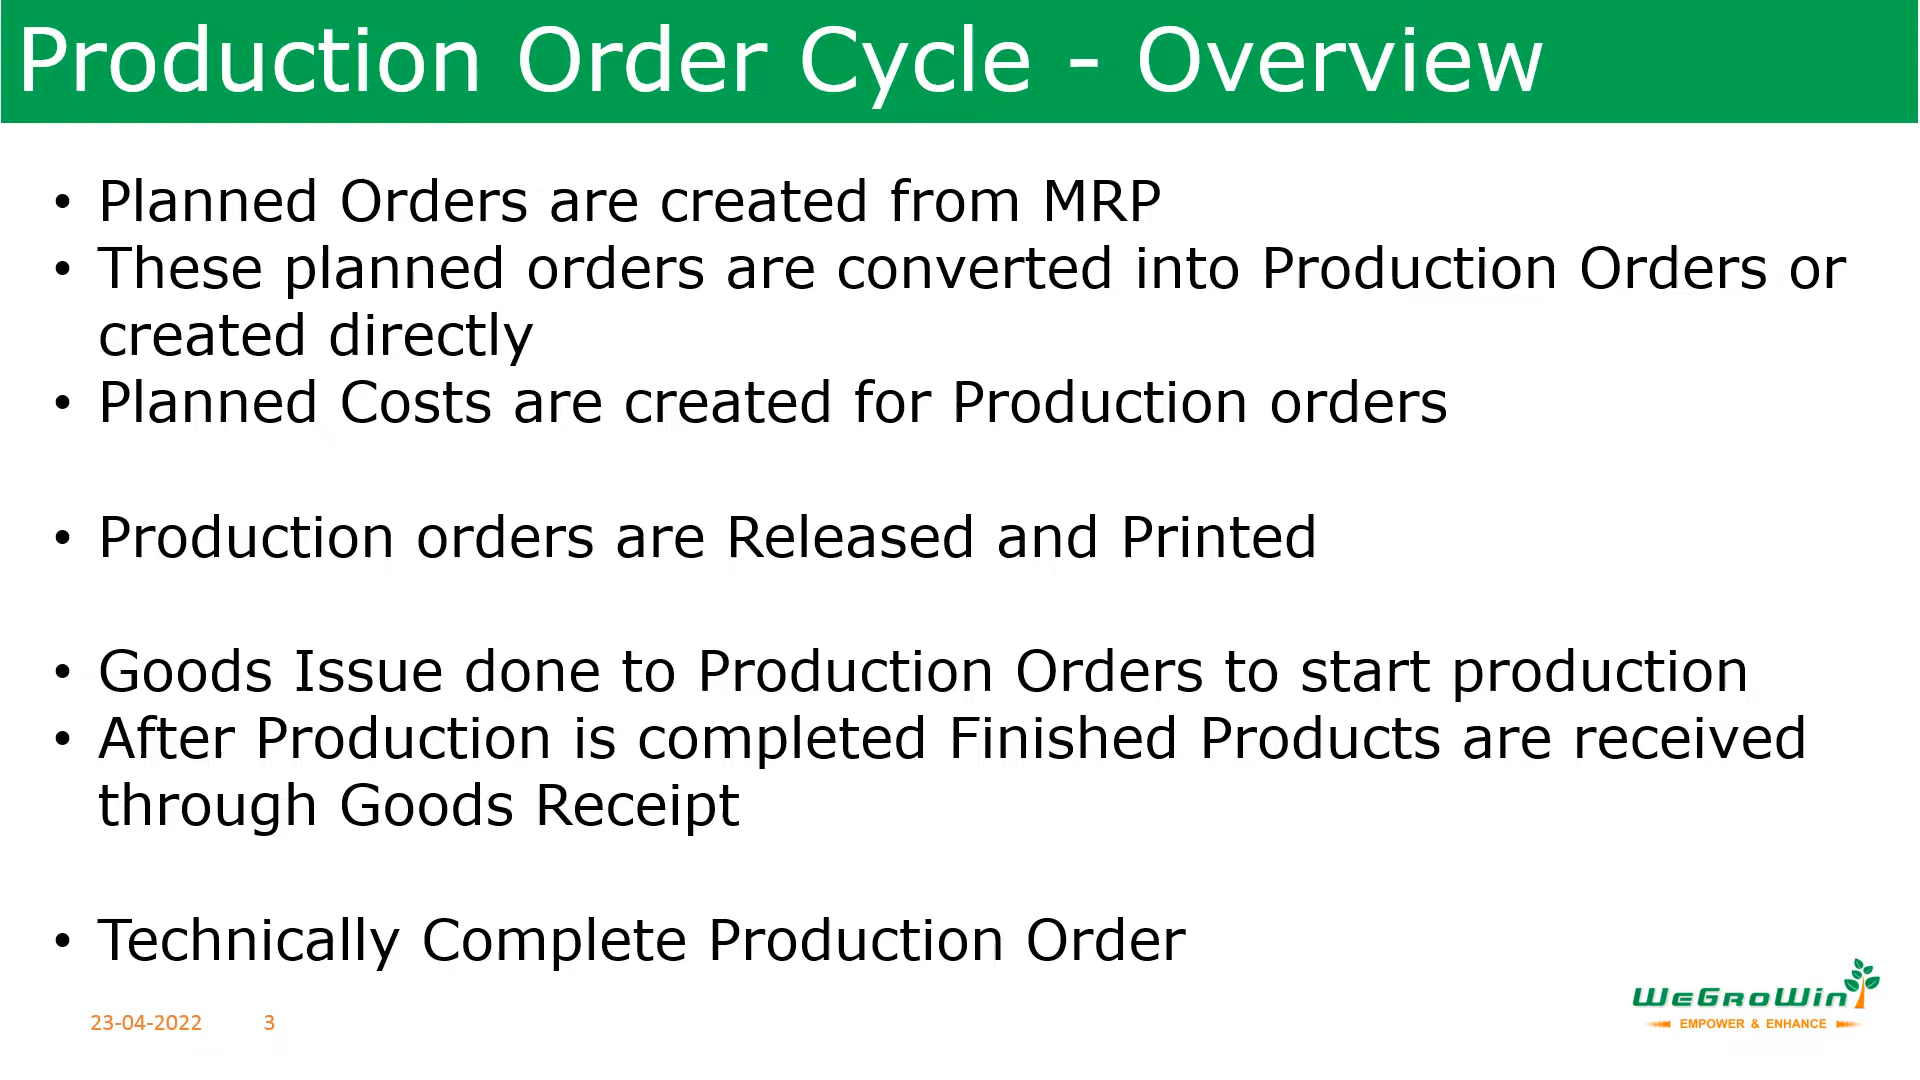 Production Order Cycle - Overview
• Planned Orders are created from MRP
• These planned orders are converted into Production Orders or
created directly
• Planned Costs are created for Production orders
• Production orders are Released and Printed
• Goods Issue done to Production Orders to start production
• After Production is completed Finished Products are received
through Goods Receipt
• Technically Complete Production Order
23-04-2022 3
WeGroWin
EMPOWER & ENHANCE